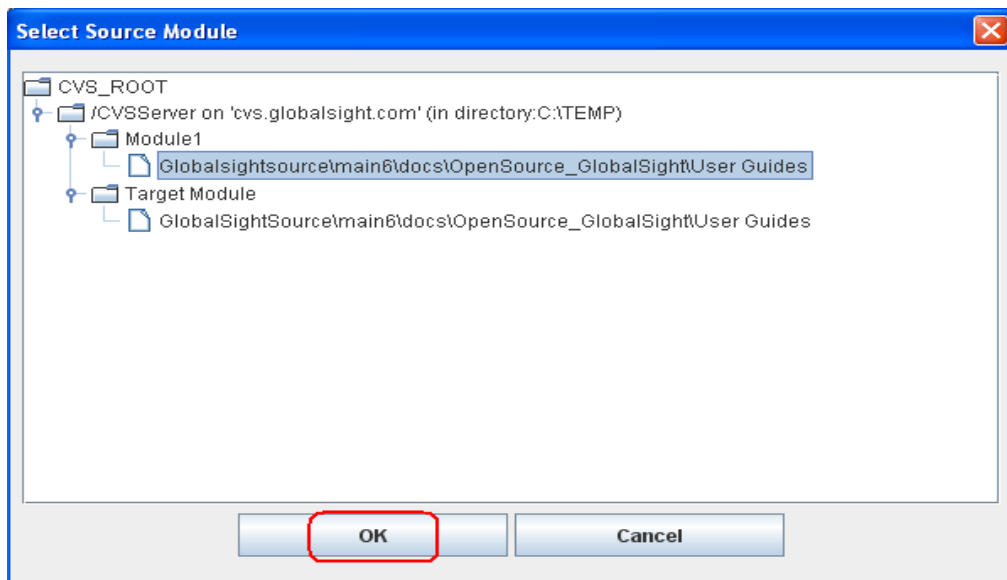 Select Source Module
CVS_ROOT
/CVSServer on 'cvs.globalsight.com' (in directory:C:\TEMP)
Module1
Globalsightsource\main6\docs\OpenSource_GlobalSight\User Guides
Target Module
GlobalSightSource\main6\docs\OpenSource_GlobalSight\User Guides
OK Cancel